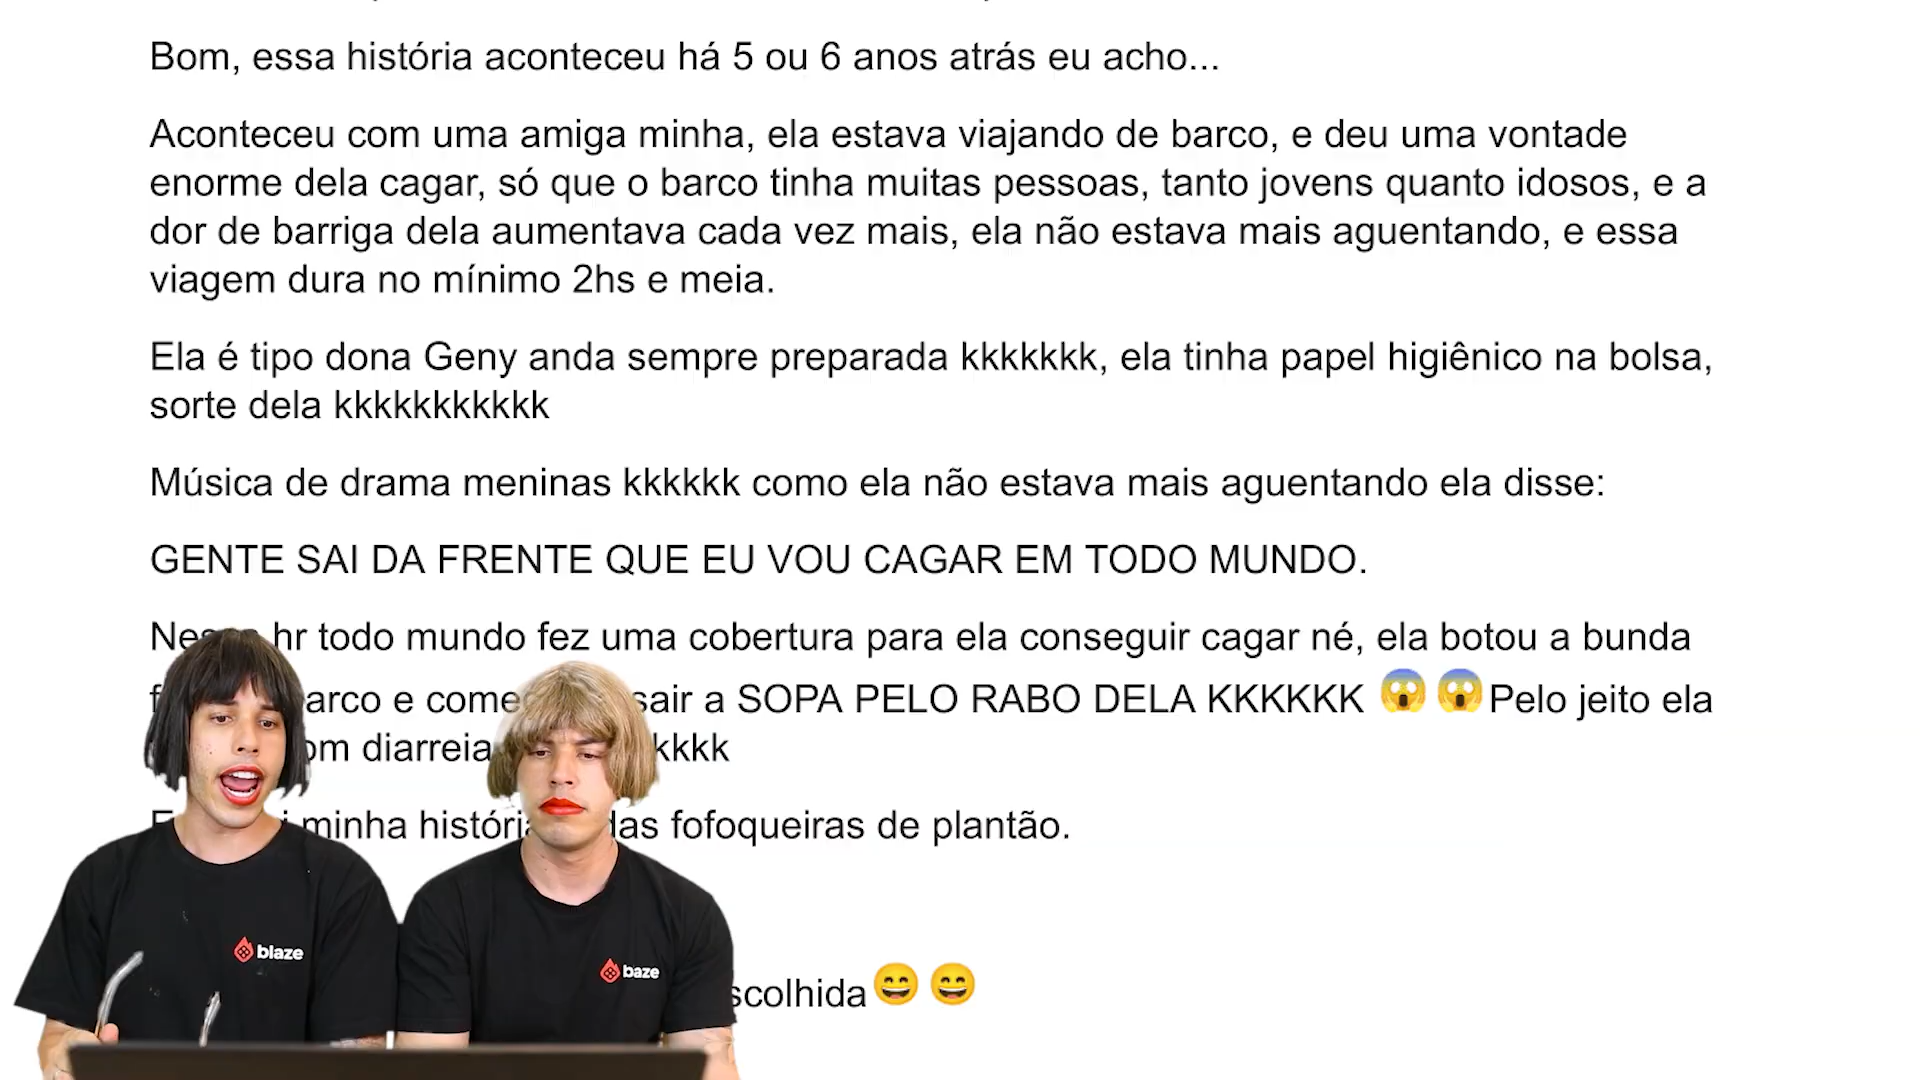 Bom, essa história aconteceu há 5 ou 6 anos atrás eu acho...
Aconteceu com uma amiga minha, ela estava viajando de barco, e deu uma vontade
enorme dela cagar, só que o barco tinha muitas pessoas, tanto jovens quanto idosos, e a
dor de barriga dela aumentava cada vez mais, ela não estava mais aguentando, e essa
viagem dura no mínimo 2hs e meia.
Ela é tipo dona Geny anda sempre preparada kkkkkkk, ela tinha papel higiênico na bolsa,
sorte dela kkkkkkkkkkk
Música de drama meninas kkkkkk como ela não estava mais aguentando ela disse:
GENTE SAI DA FRENTE QUE EU VOU CAGAR EM TODO MUNDO.
hr todo mundo fez uma cobertura para ela conseguir cagar né, ela botou a bunda
e sair a SOPA PELO RABO DELA KKKKKK 😱 😱 Pelo jeito ela
diarreia kkkk
minha história fofoqueiras de plantão.
blaze
baze
😄 😄